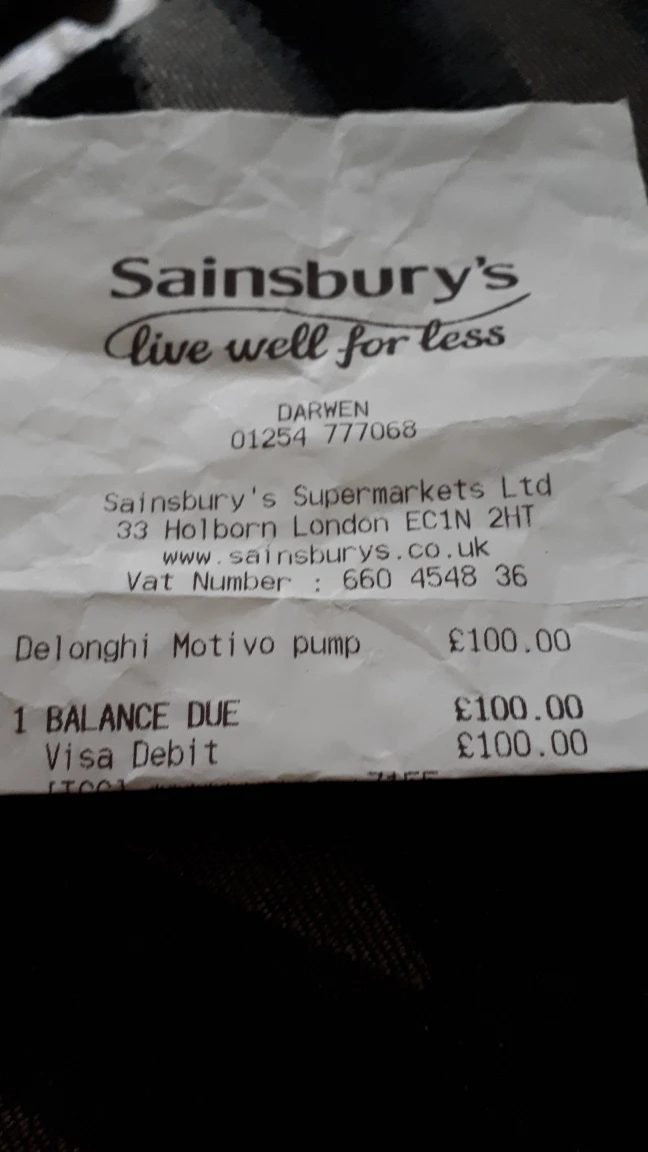 Sainsbury's
live well for less
DARWEN
01254 777068
Sainsbury's Supermarkets Ltd
33 Holborn London EC1N 2HT
www.sainsburys.co.uk
Vat Number : 660 4548 36
Delonghi Motivo pump £100.00
1 BALANCE DUE £100.00
Visa Debit £100.00